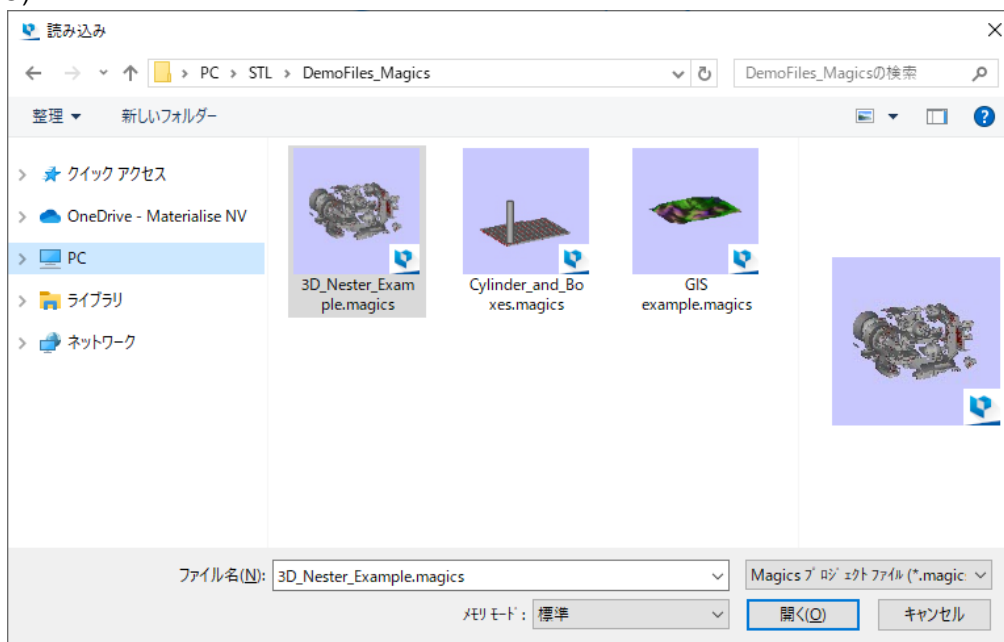 読み込み
PC > STL > DemoFiles_Magics
DemoFiles_Magicsの検索
整理
新しいフォルダー
クイック アクセス
OneDrive - Materialise NV
PC
ライブラリ
ネットワーク
3D_Nester_Exam
ple.magics
Cylinder_and_Bo
xes.magics
GIS
example.magics
ファイル名(N):
3D_Nester_Example.magics
Magics ﾌﾟﾛｼﾞｪｸﾄ ﾌｧｲﾙ (*.magic
ﾒﾓﾘ ﾓｰﾄﾞ:
標準
開く(O)
キャンセル